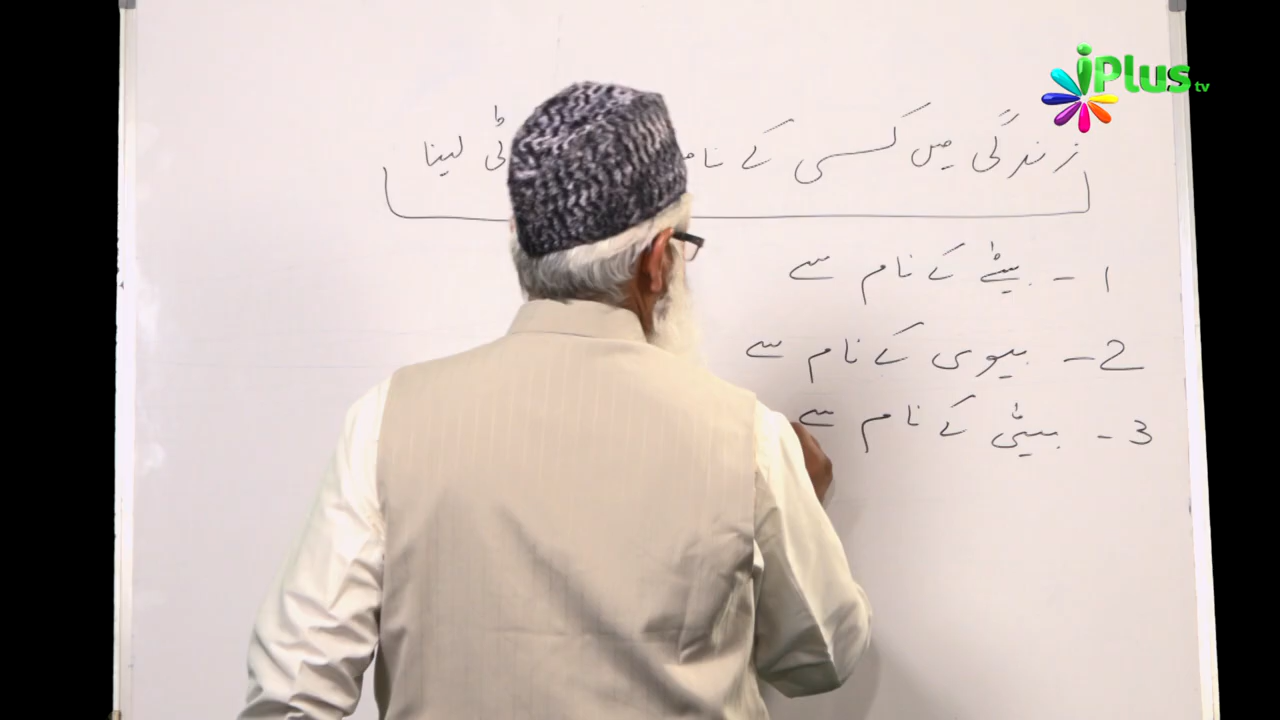 iPlus tv
زندگی میں کسی کے نام لینا
1 - بیٹے کے نام سے
2 - بیوی کے نام سے
3 - بیٹی کے نام سے